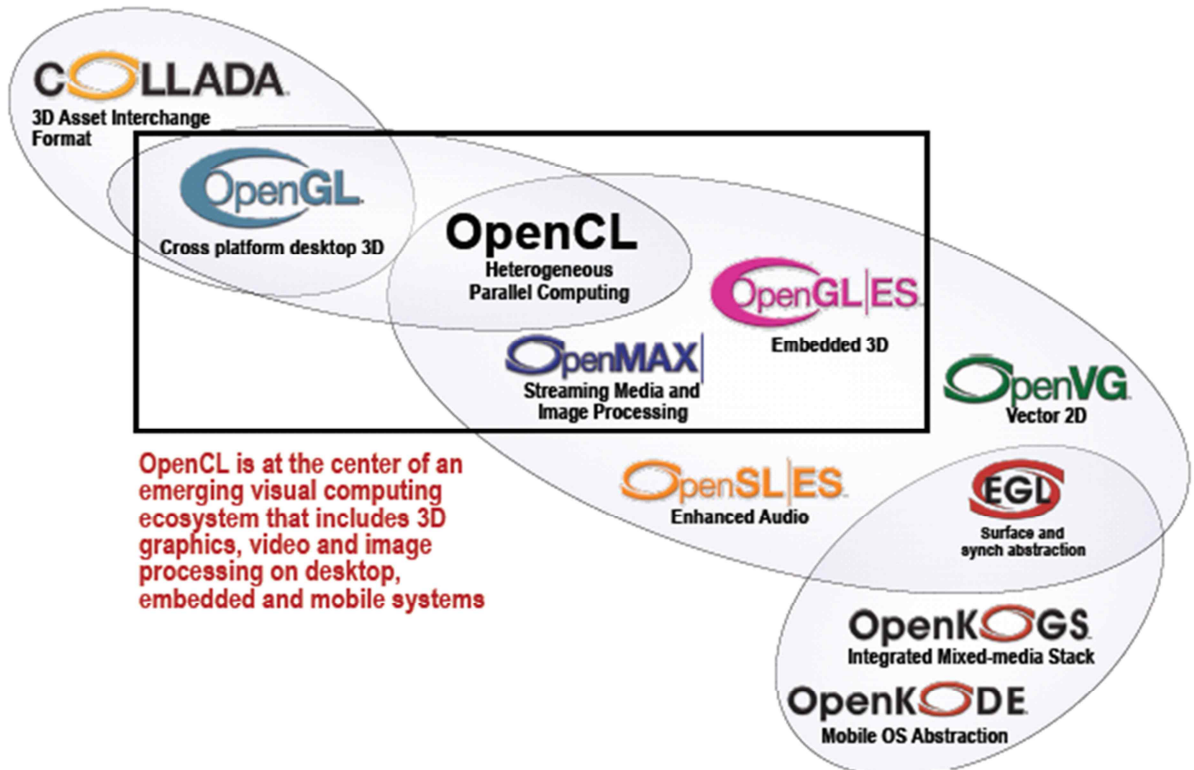 COLLADA
3D Asset Interchange
Format
OpenGL
Cross platform desktop 3D
OpenCL
Heterogeneous
Parallel Computing
OpenGL|ES
Embedded 3D
OpenMAX
Streaming Media and
Image Processing
OpenVG
Vector 2D
OpenCL is at the center of an
emerging visual computing
ecosystem that includes 3D
graphics, video and image
processing on desktop,
embedded and mobile systems
OpenSL|ES
Enhanced Audio
EGL
Surface and
synch abstraction
OpenKOGS
Integrated Mixed-media Stack
OpenKODE
Mobile OS Abstraction